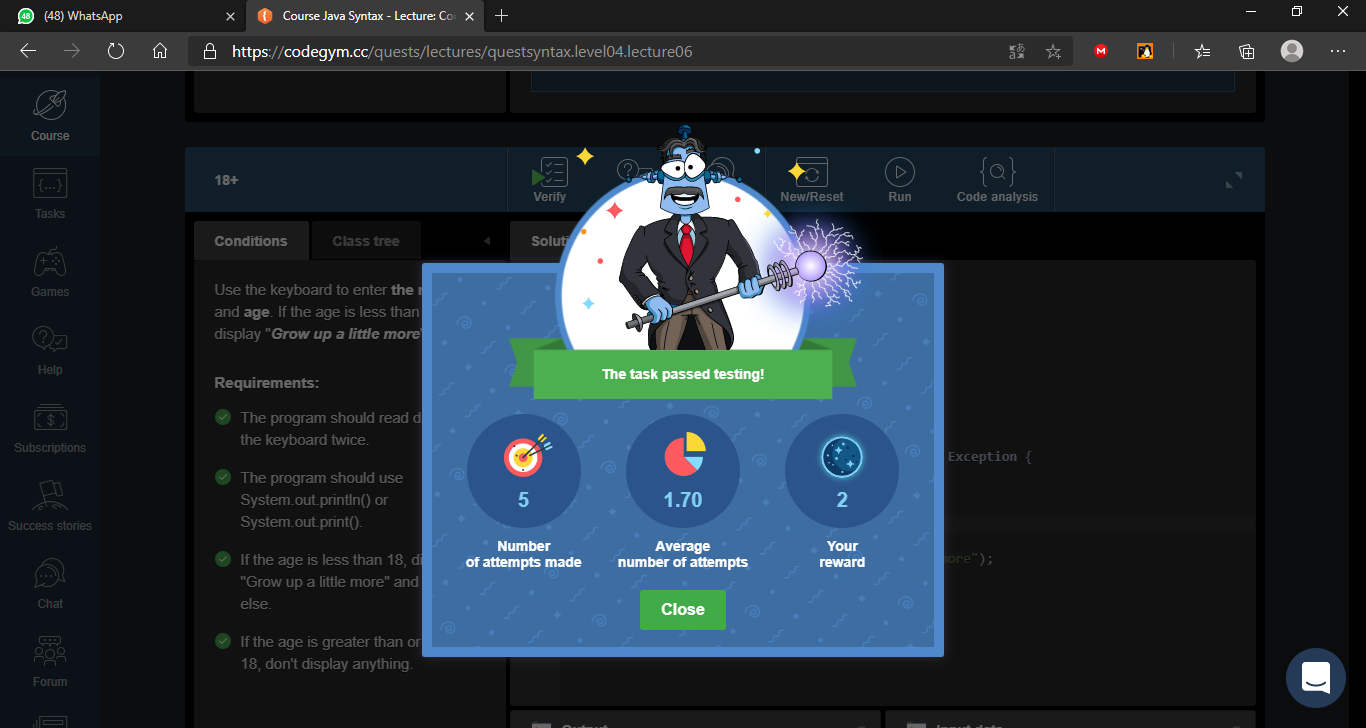 48
(48) WhatsApp
Course Java Syntax - Lecture: Co
https://codegym.cc/quests/lectures/questsyntax.level04.lecture06
Course
Tasks
Games
Help
Subscriptions
Success stories
Chat
Forum
18+
Verify
New/Reset
Run
Code analysis
Conditions
Class tree
Use the keyboard to enter the
and age. If the age is less than
display "Grow up a little more"
Requirements:
The program should read d
the keyboard twice.
The program should use
System.out.println() or
System.out.print().
If the age is less than 18, di
"Grow up a little more" and
else.
If the age is greater than or
18, don't display anything.
Soluti
Exception {
ore");
The task passed testing!
5
Number
of attempts made
1.70
Average
number of attempts
2
Your
reward
Close